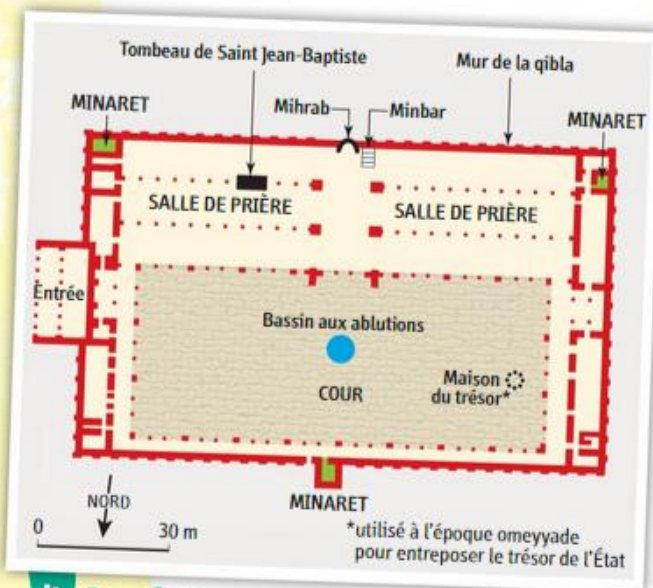 Tombeau de Saint Jean-Baptiste
Mur de la qibla
MINARET
Mihrab
Minbar
MINARET
SALLE DE PRIÈRE
SALLE DE PRIÈRE
Entrée
Bassin aux ablutions
COUR
Maison
du trésor*
NORD
MINARET
0
30 m
*utilisé à l'époque omeyyade
pour entreposer le trésor de l'État